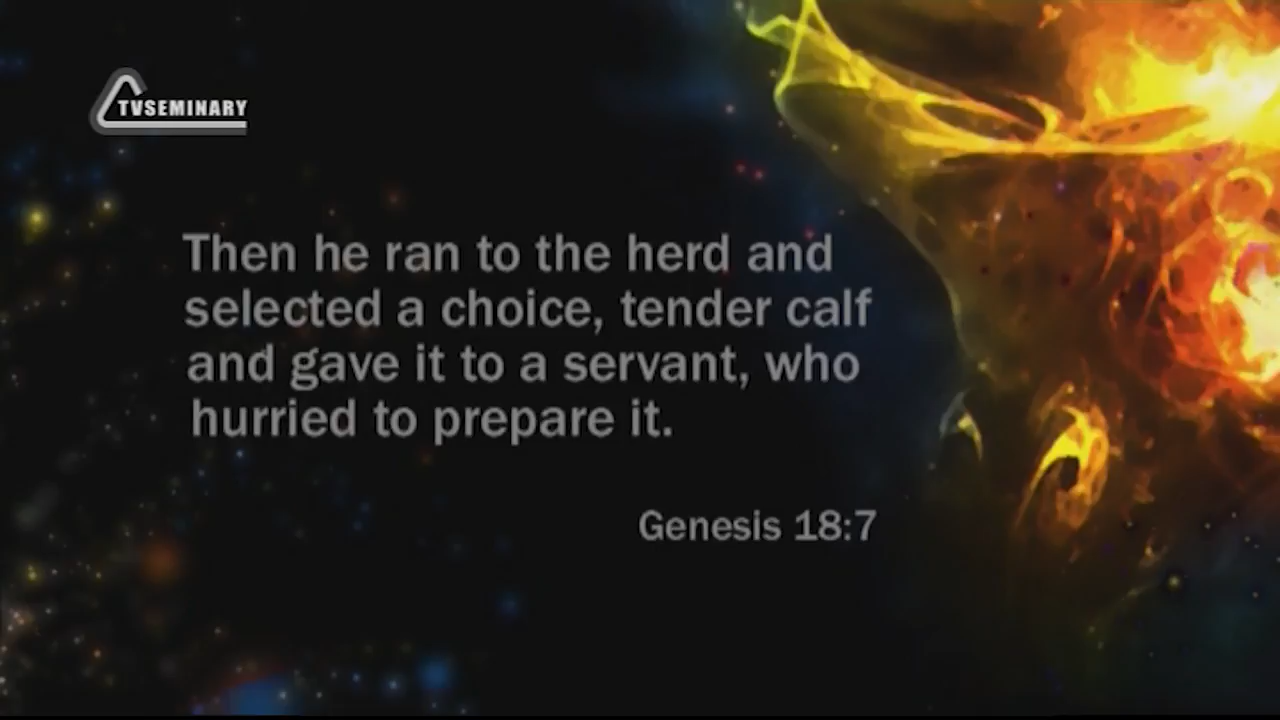 TVSEMINARY
Then he ran to the herd and
selected a choice, tender calf
and gave it to a servant, who
hurried to prepare it.
Genesis 18:7